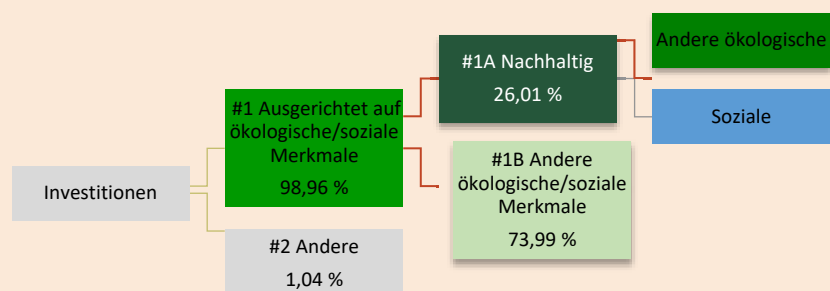 Investitionen
#1 Ausgerichtet auf
ökologische/soziale
Merkmale
98,96 %
#2 Andere
1,04 %
#1A Nachhaltig
26,01 %
#1B Andere
ökologische/soziale
Merkmale
73,99 %
Andere ökologische
Soziale